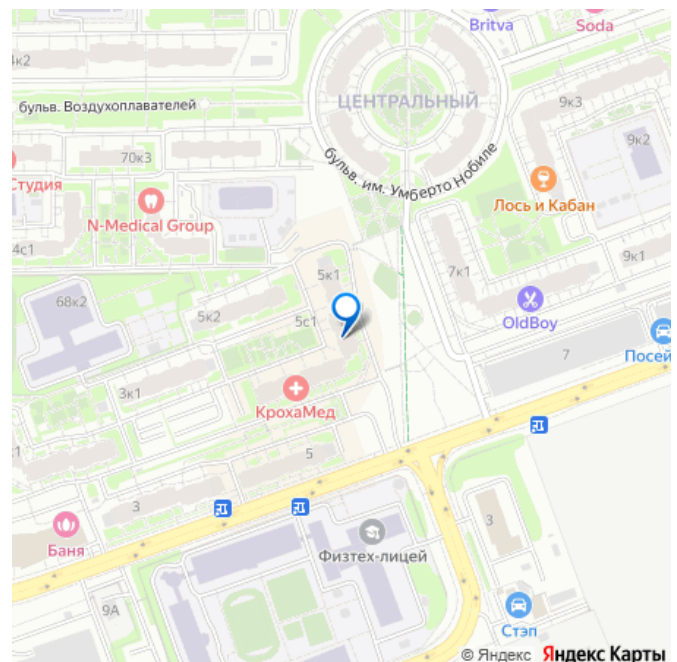 Britva
Soda
4к2
бульв. Воздухоплавателей
ЦЕНТРАЛЬНЫЙ
9к3
9к2
70к3
Студия
N-Medical Group
бульв. им. Умберто Нобиле
Лось и Кабан
4с1
5к1
7к1
9к1
68к2
5к2
5с1
OldBoy
7
Посей
3к1
КрохаМед
5
3
3
Баня
Физтех-лицей
9А
Стэп
© Яндекс Яндекс Карты